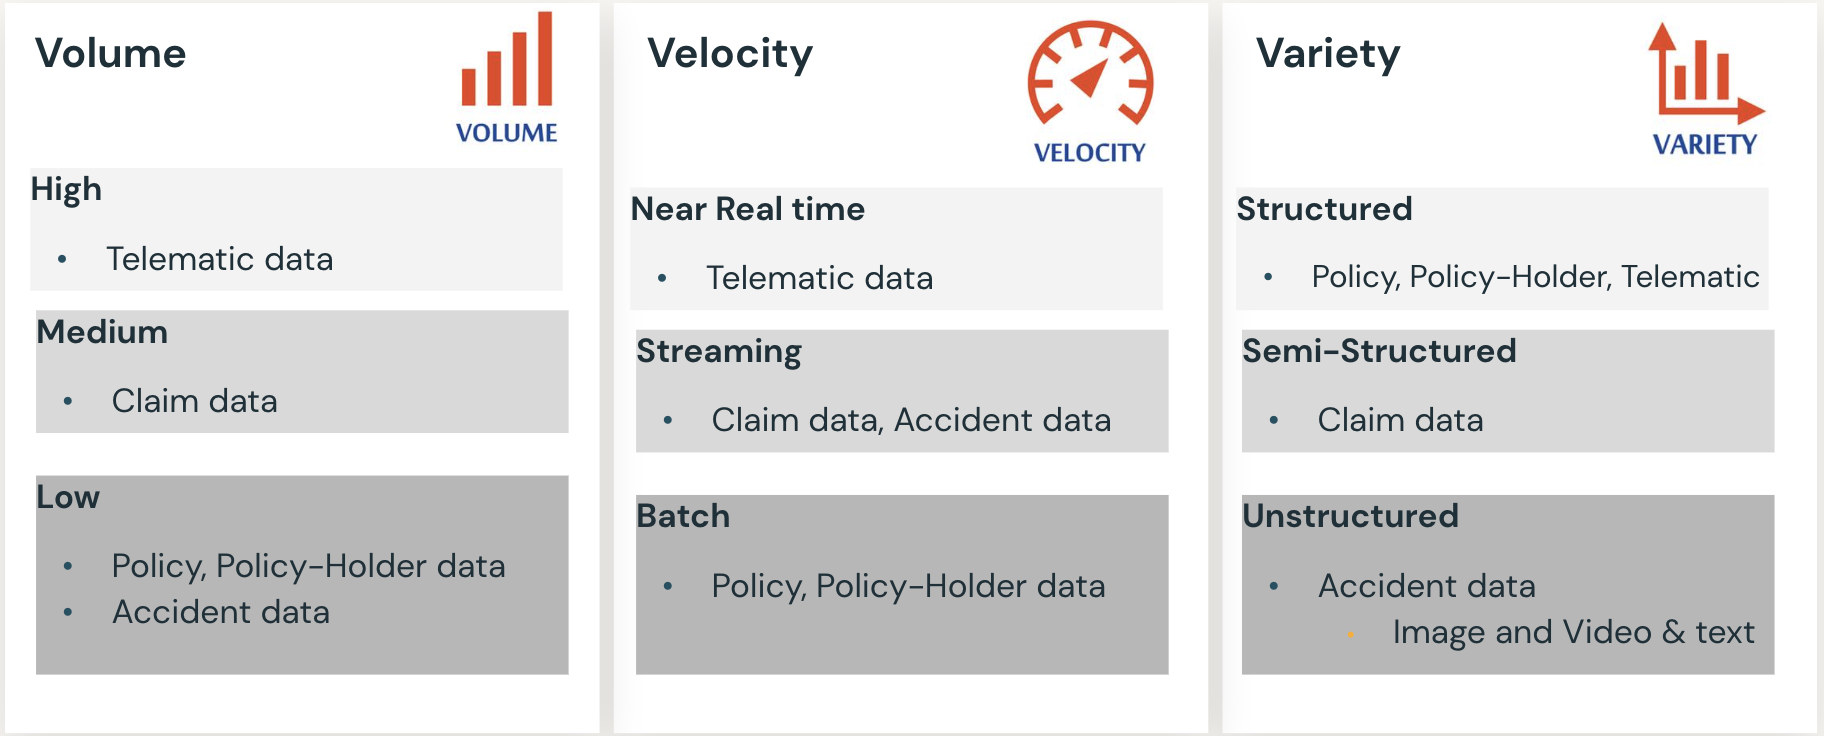 Volume
VOLUME
High
• Telematic data
Medium
• Claim data
Low
• Policy, Policy-Holder data
• Accident data
Velocity
VELOCITY
Near Real time
• Telematic data
Streaming
• Claim data, Accident data
Batch
• Policy, Policy-Holder data
Variety
VARIETY
Structured
• Policy, Policy-Holder, Telematic
Semi-Structured
• Claim data
Unstructured
• Accident data
• Image and Video & text